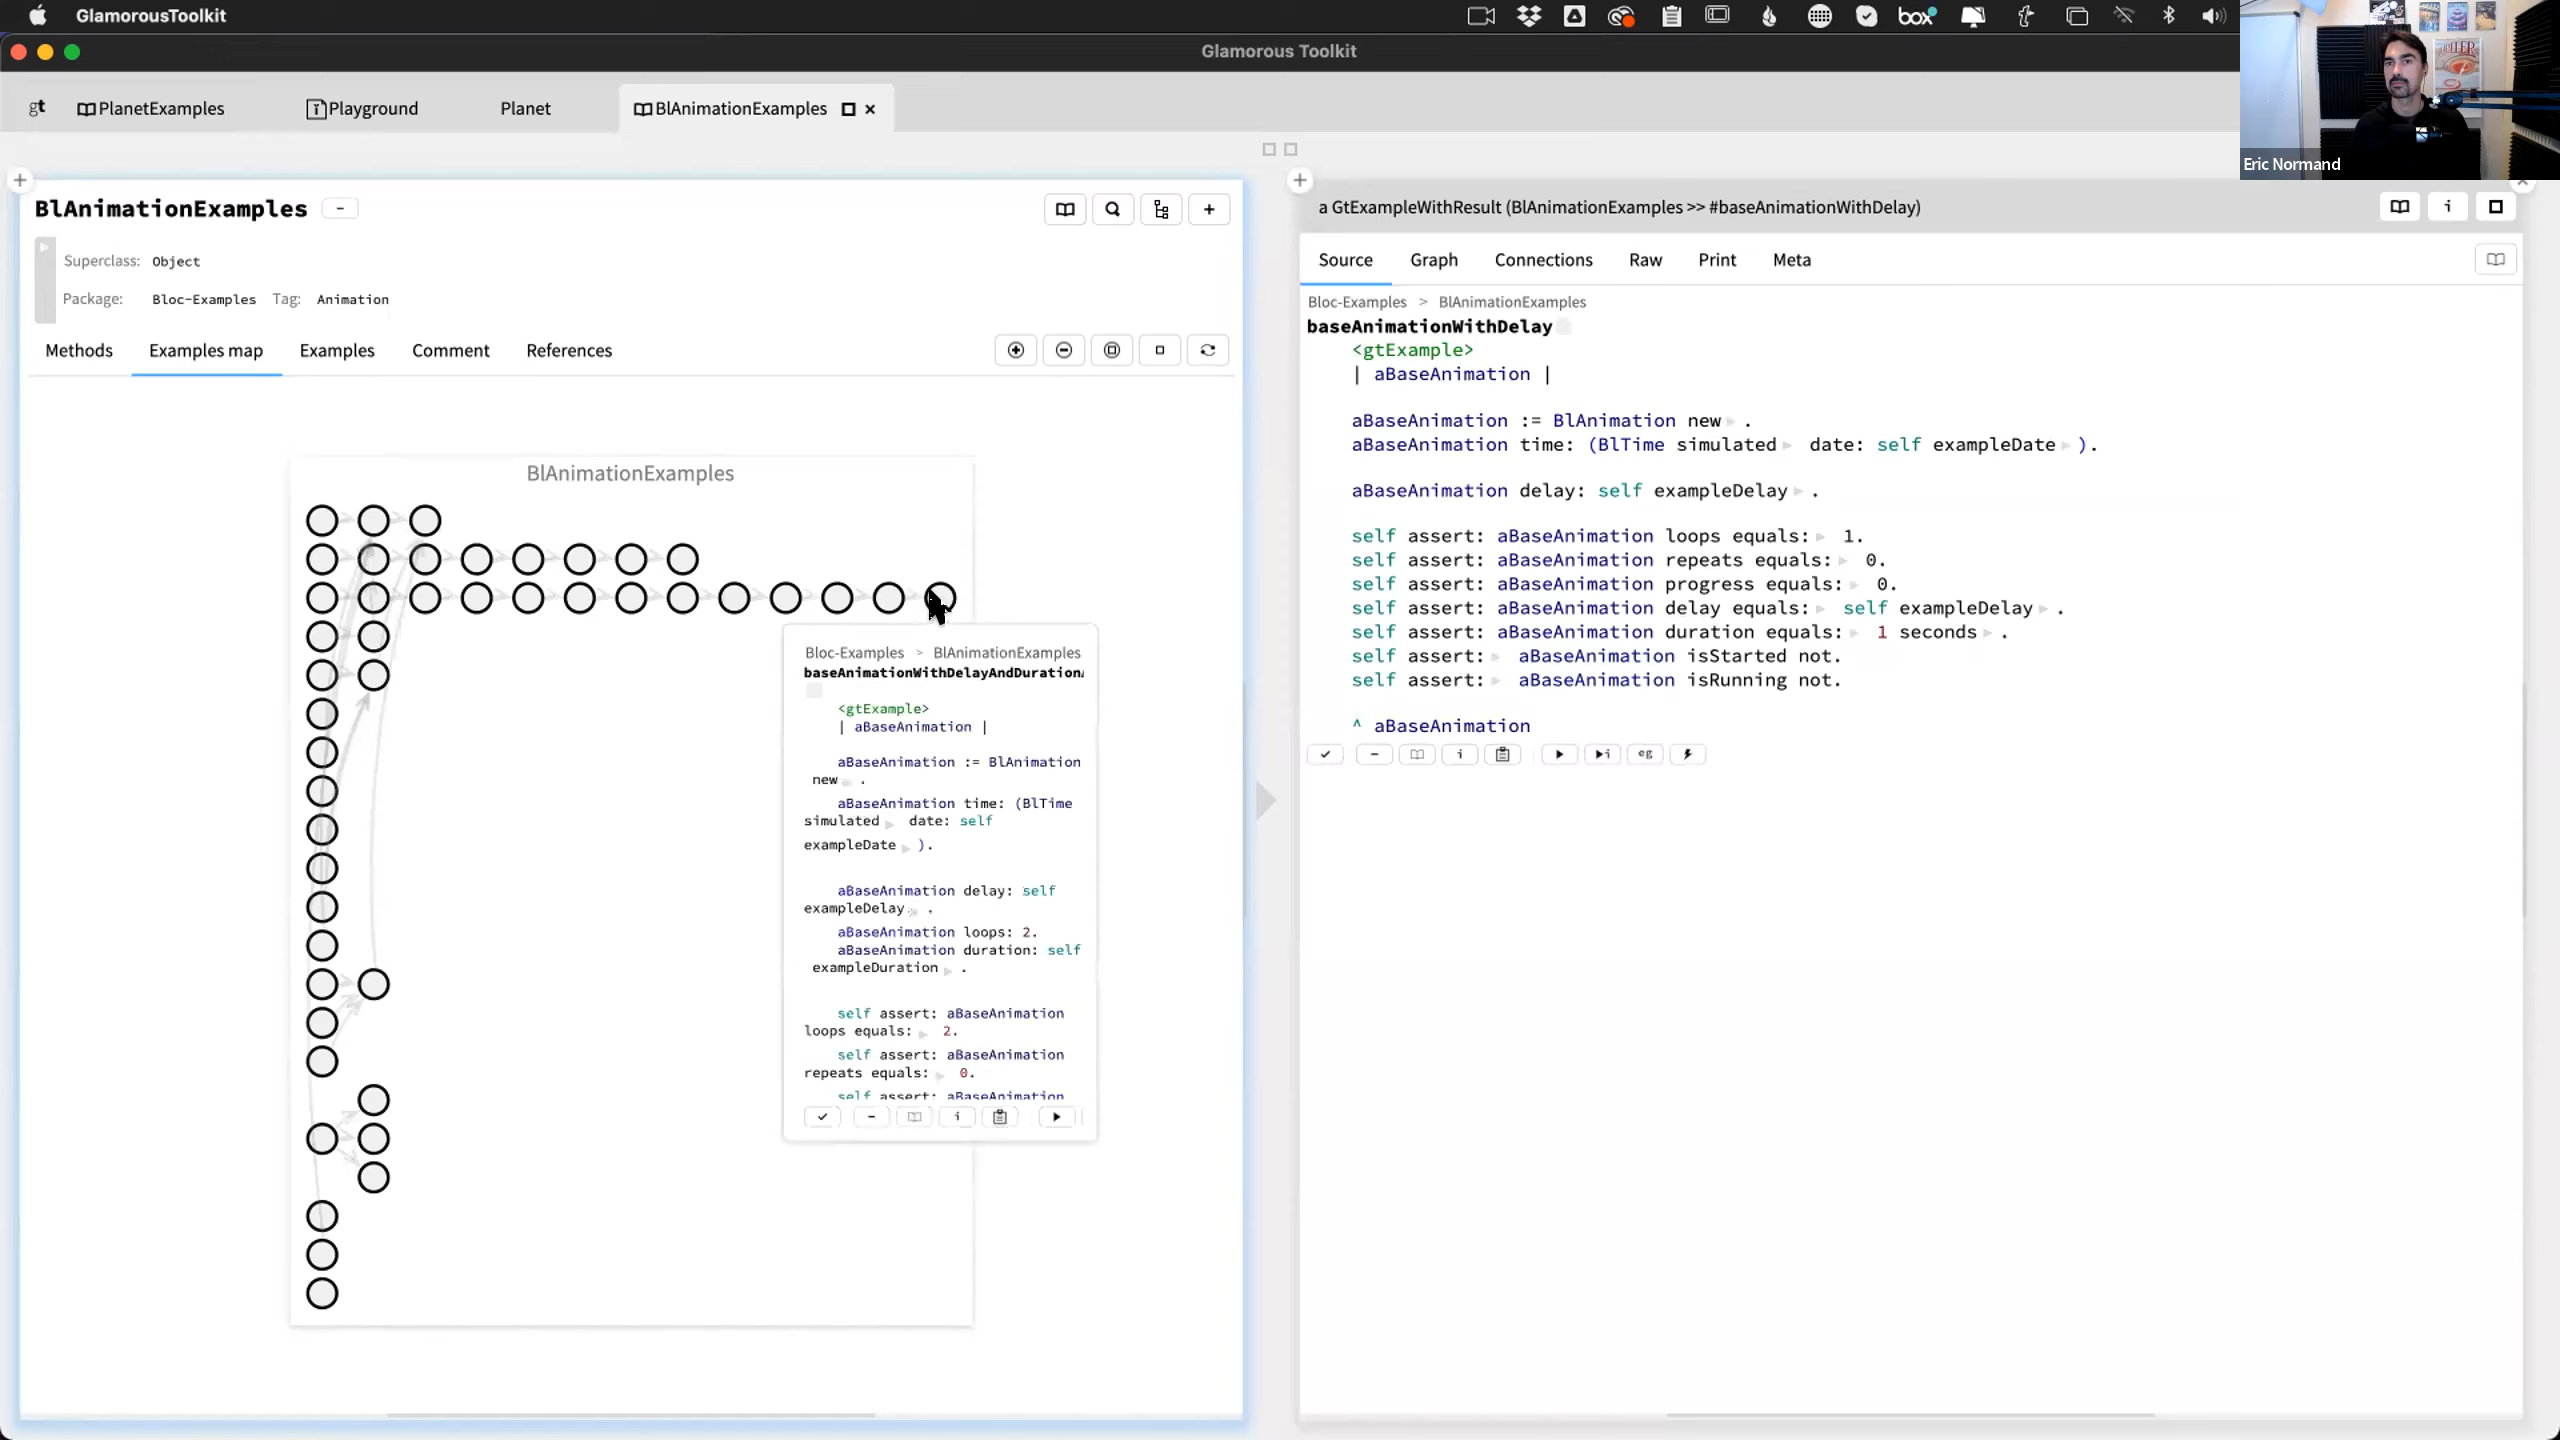 GlamorousToolkit
box
Glamorous Toolkit
Eric Normand
gt
PlanetExamples
Playground
Planet
BlAnimationExamples
BlAnimationExamples
Superclass: Object
Package: Bloc-Examples Tag: Animation
Methods Examples map Examples Comment References
BlAnimationExamples
Bloc-Examples > BlAnimationExamples
baseAnimationWithDelayAndDuration
<gtExample>
| aBaseAnimation |
aBaseAnimation := BlAnimation
new .
aBaseAnimation time: (BlTime
simulated date: self
exampleDate ).
aBaseAnimation delay: self
exampleDelay .
aBaseAnimation loops: 2.
aBaseAnimation duration: self
exampleDuration .
self assert: aBaseAnimation
loops equals: 2.
self assert: aBaseAnimation
repeats equals: 0.
self assert: aBaseAnimation
i
a GtExampleWithResult (BlAnimationExamples >> #baseAnimationWithDelay)
i
Source Graph Connections Raw Print Meta
Bloc-Examples > BlAnimationExamples
baseAnimationWithDelay
<gtExample>
| aBaseAnimation |
aBaseAnimation := BlAnimation new .
aBaseAnimation time: (BlTime simulated date: self exampleDate ).
aBaseAnimation delay: self exampleDelay .
self assert: aBaseAnimation loops equals: 1.
self assert: aBaseAnimation repeats equals: 0.
self assert: aBaseAnimation progress equals: 0.
self assert: aBaseAnimation delay equals: self exampleDelay .
self assert: aBaseAnimation duration equals: 1 seconds .
self assert: aBaseAnimation isStarted not.
self assert: aBaseAnimation isRunning not.
^ aBaseAnimation
i eg